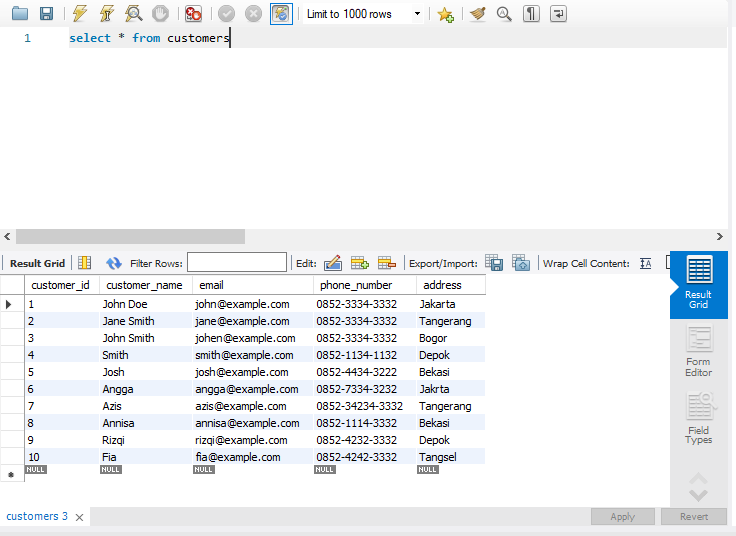 Limit to 1000 rows
1 select * from customers
Result Grid Filter Rows: Edit: Export/Import: Wrap Cell Content: IA
customer_id customer_name email phone_number address
1 John Doe john@example.com 0852-3334-3332 Jakarta
2 Jane Smith jane@example.com 0852-3334-3332 Tangerang
3 John Smith johen@example.com 0852-3334-3332 Bogor
4 Smith smith@example.com 0852-1134-1132 Depok
5 Josh josh@example.com 0852-4434-3222 Bekasi
6 Angga angga@example.com 0852-7334-3232 Jakrta
7 Azis azis@example.com 0852-34234-3332 Tangerang
8 Annisa annisa@example.com 0852-1114-3332 Bekasi
9 Rizqi rizqi@example.com 0852-4232-3332 Depok
10 Fia fia@example.com 0852-4242-3332 Tangsel
NULL NULL NULL NULL NULL
Result
Grid
Form
Editor
Field
Types
customers 3
Apply Revert